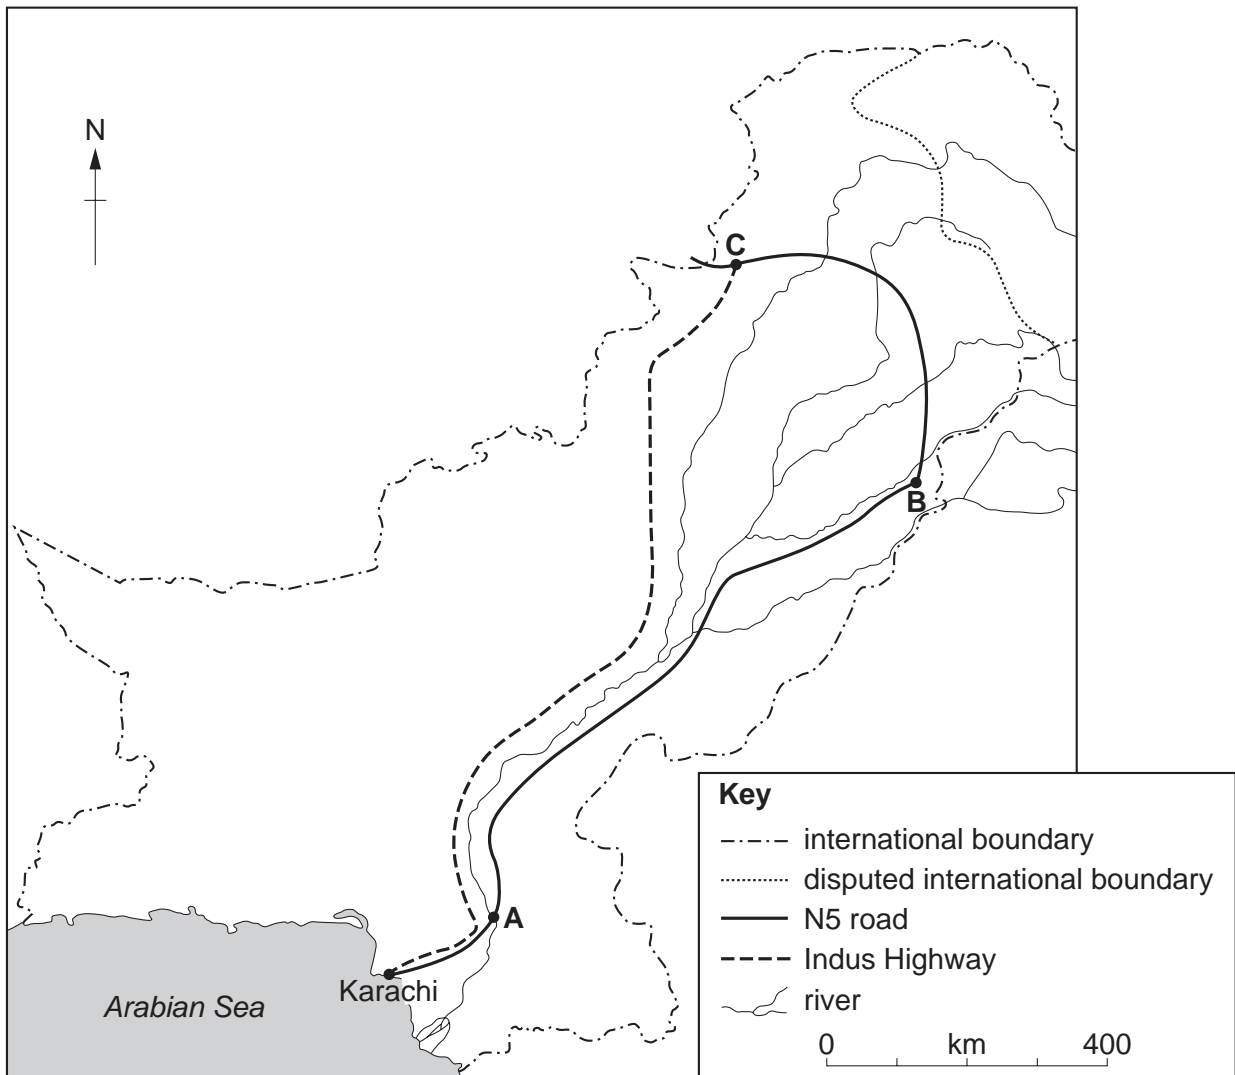 N
C
B
A
Karachi
Arabian Sea
Key
international boundary
disputed international boundary
N5 road
Indus Highway
river
0 km 400